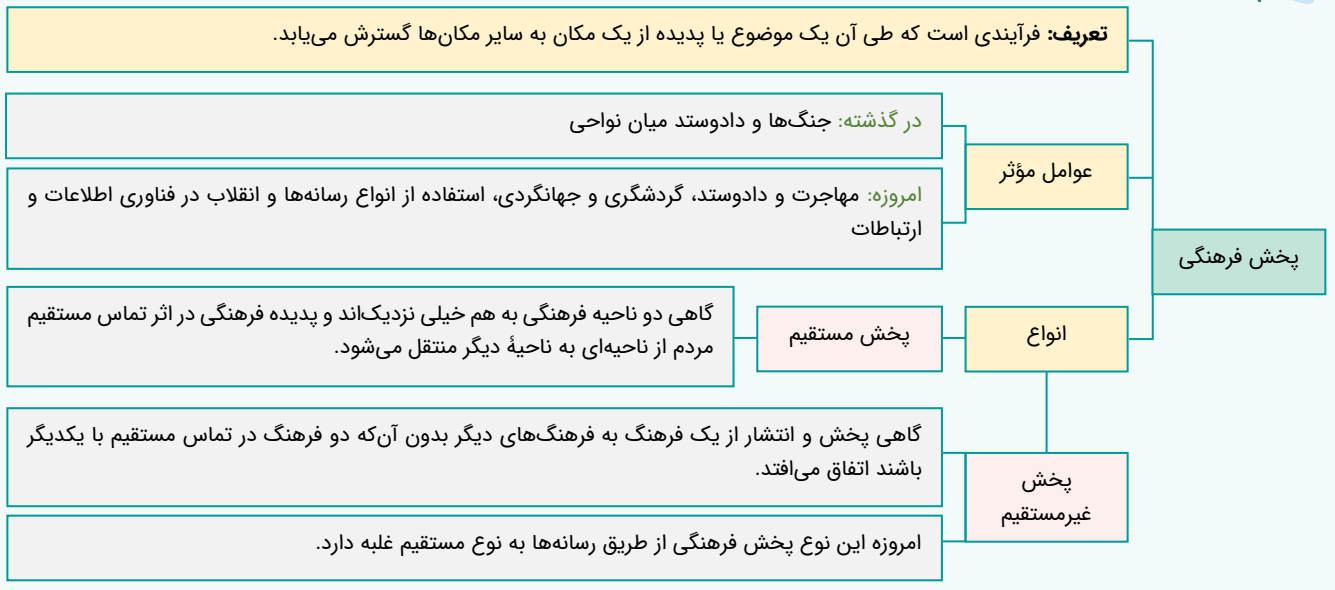 تعریف: فرآیندی است که طی آن یک موضوع یا پدیده از یک مکان به سایر مکان‌ها گسترش می‌یابد.
پخش فرهنگی
عوامل مؤثر
در گذشته: جنگ‌ها و دادوستد میان نواحی
امروزه: مهاجرت و دادوستد، گردشگری و جهانگردی، استفاده از انواع رسانه‌ها و انقلاب در فناوری اطلاعات و
ارتباطات
انواع
پخش مستقیم
گاهی دو ناحیه فرهنگی به هم خیلی نزدیک‌اند و پدیده فرهنگی در اثر تماس مستقیم
مردم از ناحیه‌ای به ناحیهٔ دیگر منتقل می‌شود.
پخش
غیرمستقیم
گاهی پخش و انتشار از یک فرهنگ به فرهنگ‌های دیگر بدون آن‌که دو فرهنگ در تماس مستقیم با یکدیگر
باشند اتفاق می‌افتد.
امروزه این نوع پخش فرهنگی از طریق رسانه‌ها به نوع مستقیم غلبه دارد.